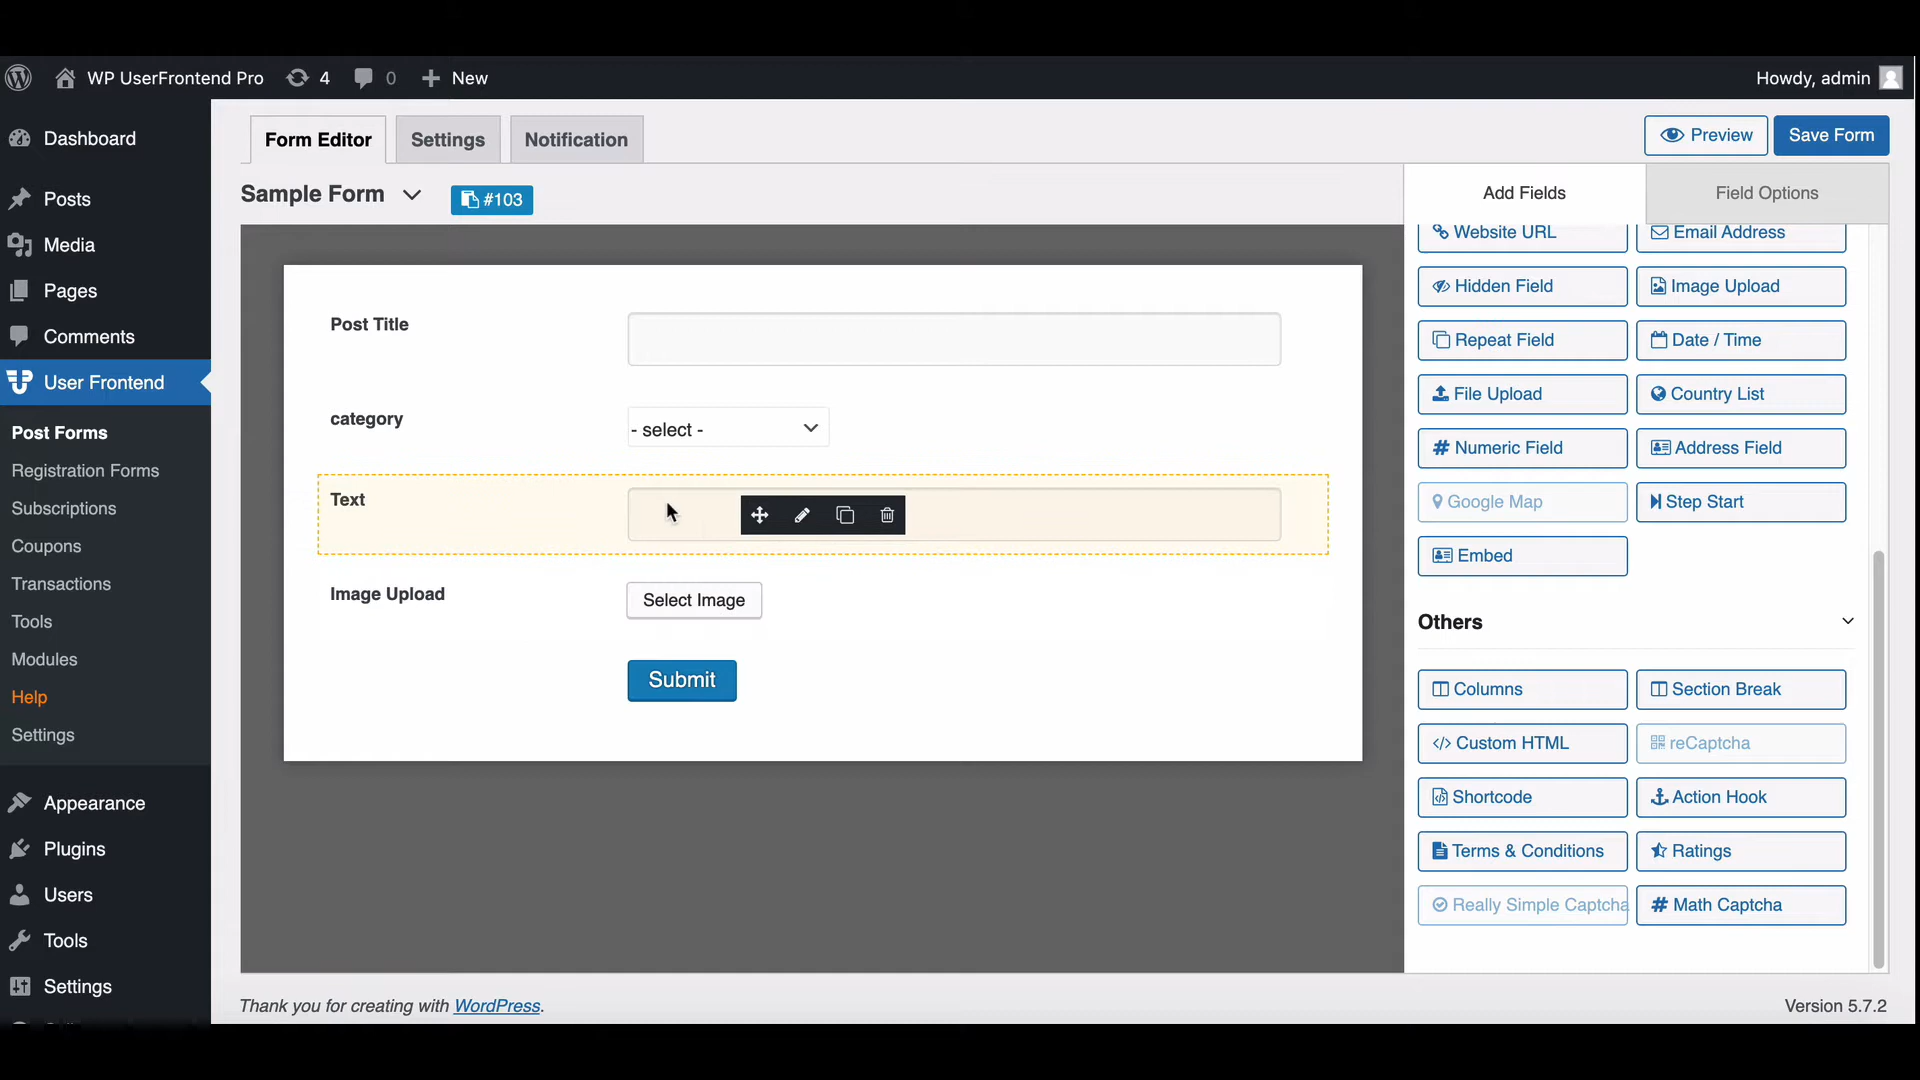 WP UserFrontend Pro
4
0
New
Howdy, admin
Dashboard
Posts
Media
Pages
Comments
User Frontend
Post Forms
Registration Forms
Subscriptions
Coupons
Transactions
Tools
Modules
Help
Settings
Appearance
Plugins
Users
Tools
Settings
Form Editor
Settings
Notification
Preview
Save Form
Sample Form
#103
Post Title
category
- select -
Text
Image Upload
Select Image
Submit
Add Fields
Field Options
Website URL
Email Address
Hidden Field
Image Upload
Repeat Field
Date / Time
File Upload
Country List
Numeric Field
Address Field
Google Map
Step Start
Embed
Others
Columns
Section Break
Custom HTML
reCaptcha
Shortcode
Action Hook
Terms & Conditions
Ratings
Really Simple Captcha
Math Captcha
Thank you for creating with WordPress.
Version 5.7.2